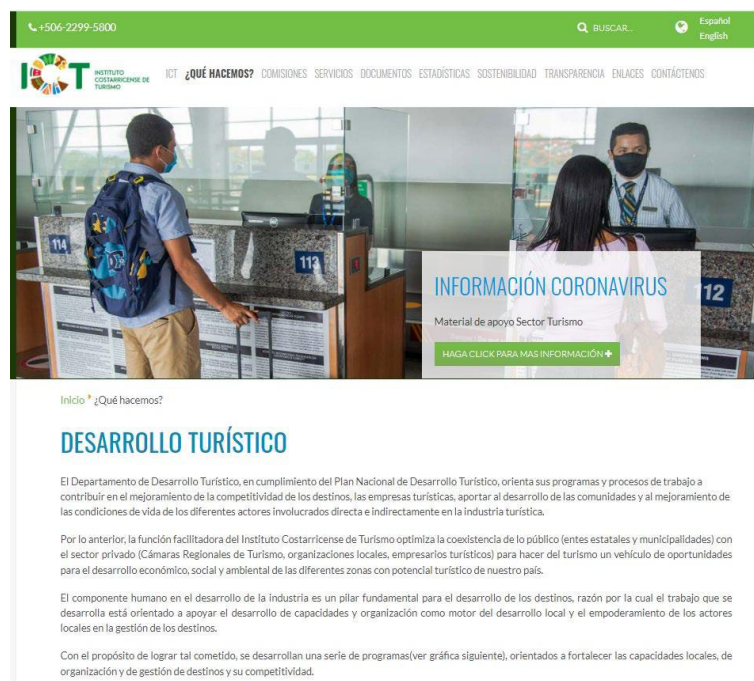 +506-2299-5800
BUSCAR...
Español
English
ICT
INSTITUTO
COSTARRICENSE DE
TURISMO
ICT ¿QUÉ HACEMOS? COMISIONES SERVICIOS DOCUMENTOS ESTADÍSTICAS SOSTENIBILIDAD TRANSPARENCIA ENLACES CONTÁCTENOS
114
113
112
INFORMACIÓN CORONAVIRUS
Material de apoyo Sector Turismo
HAGA CLICK PARA MAS INFORMACIÓN
Inicio ¿Qué hacemos?
DESARROLLO TURÍSTICO
El Departamento de Desarrollo Turístico, en cumplimiento del Plan Nacional de Desarrollo Turístico, orienta sus programas y procesos de trabajo a
contribuir en el mejoramiento de la competitividad de los destinos, las empresas turísticas, aportar al desarrollo de las comunidades y al mejoramiento de
las condiciones de vida de los diferentes actores involucrados directa e indirectamente en la industria turística.
Por lo anterior, la función facilitadora del Instituto Costarricense de Turismo optimiza la coexistencia de lo público (entes estatales y municipalidades) con
el sector privado (Cámaras Regionales de Turismo, organizaciones locales, empresarios turísticos) para hacer del turismo un vehículo de oportunidades
para el desarrollo económico, social y ambiental de las diferentes zonas con potencial turístico de nuestro país.
El componente humano en el desarrollo de la industria es un pilar fundamental para el desarrollo de los destinos, razón por la cual el trabajo que se
desarrolla está orientado a apoyar el desarrollo de capacidades y organización como motor del desarrollo local y el empoderamiento de los actores
locales en la gestión de los destinos.
Con el propósito de lograr tal cometido, se desarrollan una serie de programas(ver gráfica siguiente), orientados a fortalecer las capacidades locales, de
organización y de gestión de destinos y su competitividad.